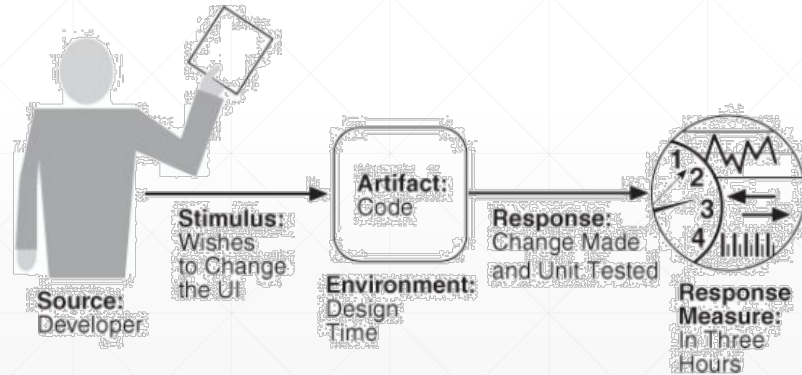 Source:
Developer
Stimulus:
Wishes
to Change
the UI
Artifact:
Code
Environment:
Design
Time
Response:
Change Made
and Unit Tested
1
2
3
4
Response
Measure:
In Three
Hours